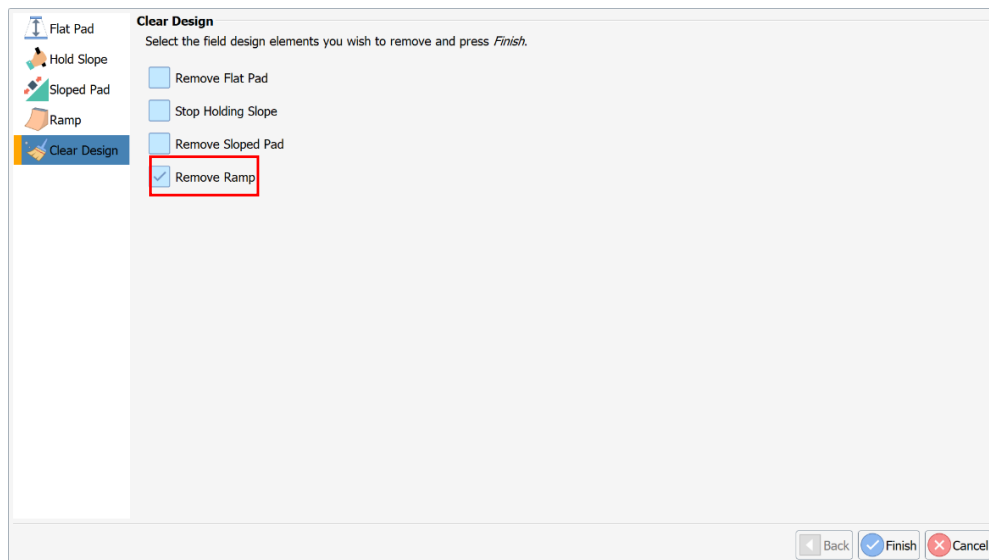 Flat Pad
Hold Slope
Sloped Pad
Ramp
Clear Design
Clear Design
Select the field design elements you wish to remove and press Finish.
Remove Flat Pad
Stop Holding Slope
Remove Sloped Pad
Remove Ramp
Back
Finish
Cancel